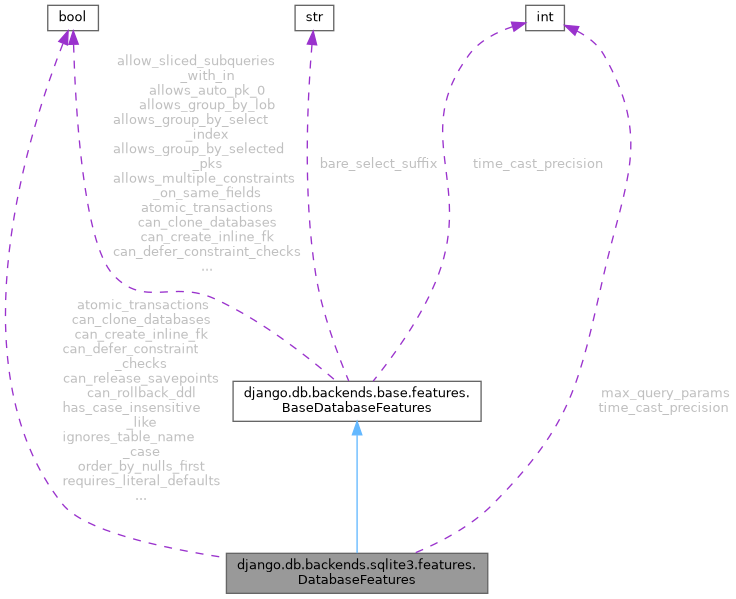 bool
str
int
allow_sliced_subqueries
_with_in
allows_auto_pk_0
allows_group_by_lob
allows_group_by_select
_index
allows_group_by_selected
_pks
allows_multiple_constraints
_on_same_fields
atomic_transactions
can_clone_databases
can_create_inline_fk
can_defer_constraint_checks
...
bare_select_suffix
time_cast_precision
atomic_transactions
can_clone_databases
can_create_inline_fk
can_defer_constraint
_checks
can_release_savepoints
can_rollback_ddl
has_case_insensitive
_like
ignores_table_name
_case
order_by_nulls_first
requires_literal_defaults
...
django.db.backends.base.features.
BaseDatabaseFeatures
max_query_params
time_cast_precision
django.db.backends.sqlite3.features.
DatabaseFeatures